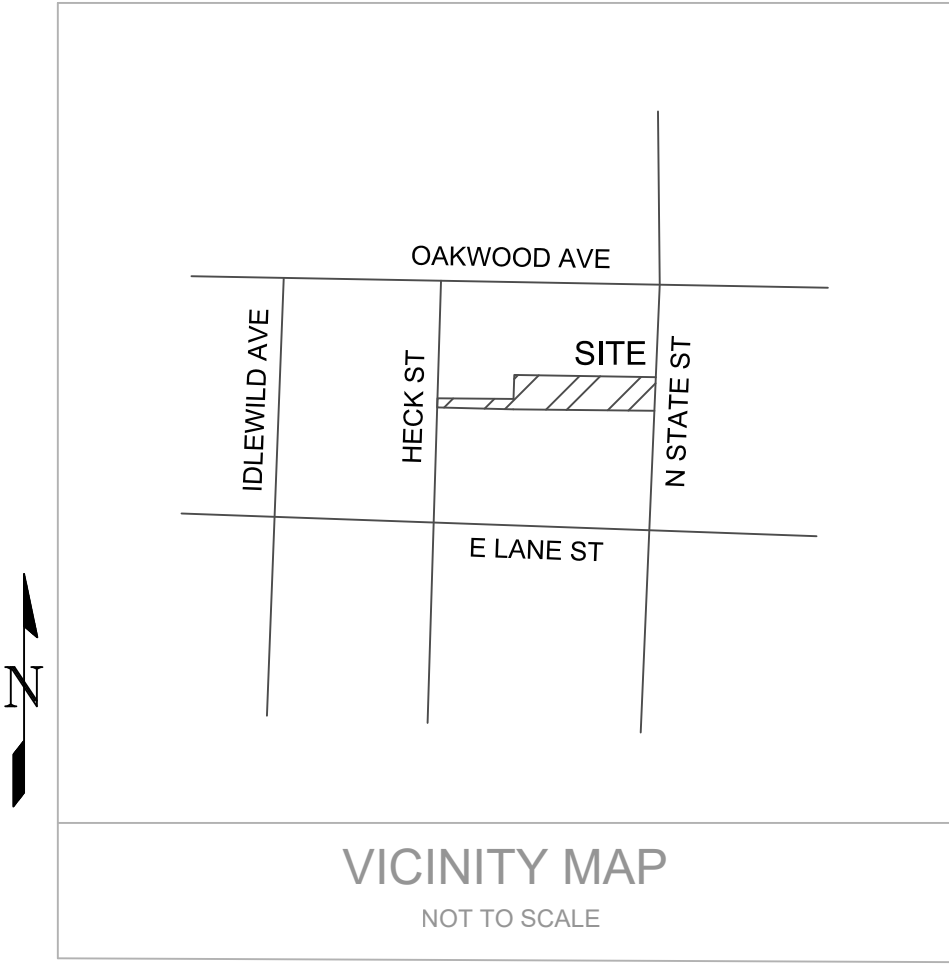 OAKWOOD AVE
IDLEWILD AVE
HECK ST
SITE
N STATE ST
E LANE ST
N
VICINITY MAP
NOT TO SCALE